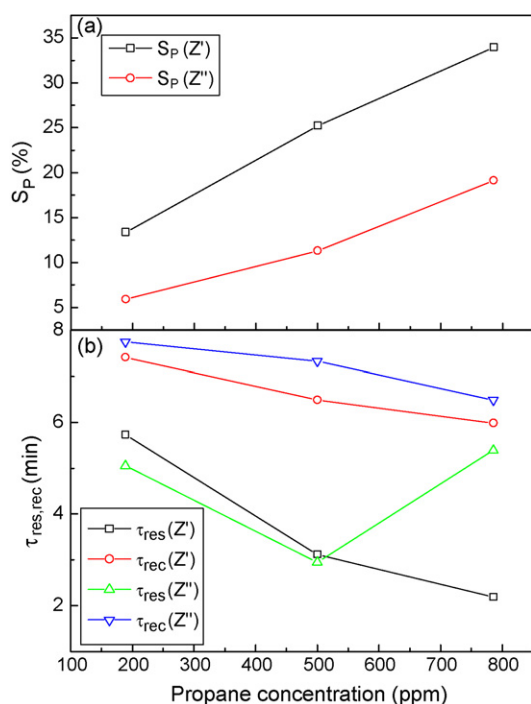 (a)
S_P (Z')
S_P (Z'')
35
30
25
20
15
10
5
S_P (%)
(b)
8
6
4
2
τ_res,rec (min)
τ_res (Z')
τ_rec (Z')
τ_res (Z'')
τ_rec (Z'')
100 200 300 400 500 600 700 800
Propane concentration (ppm)